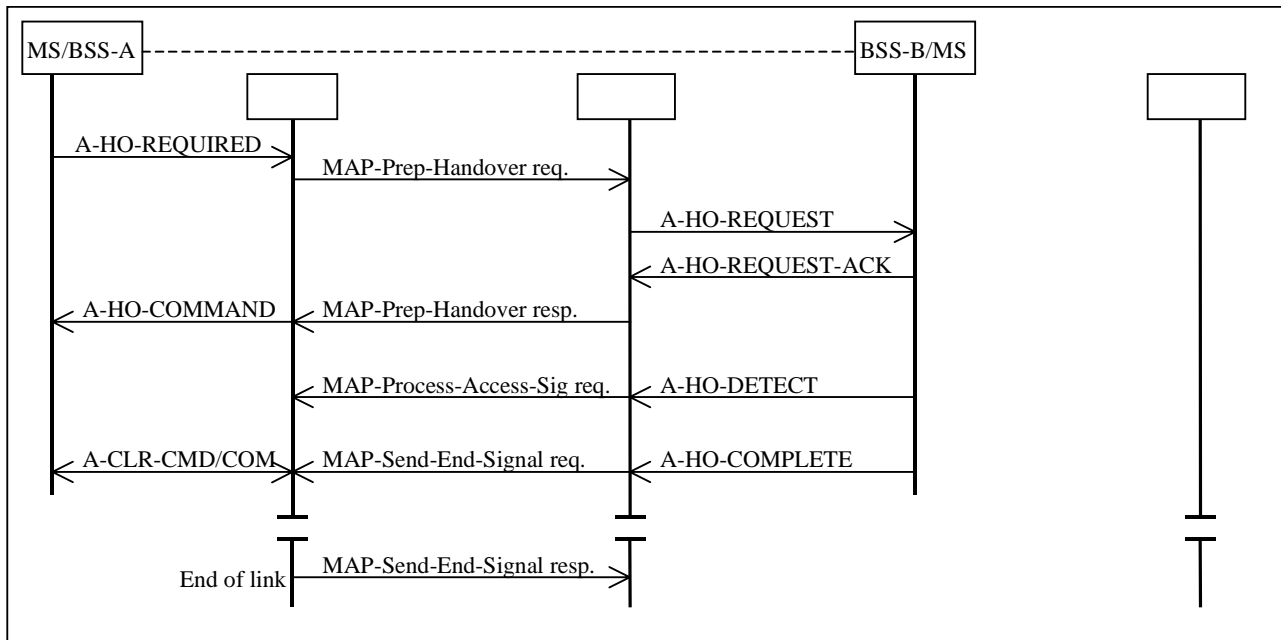 MS/BSS-A
BSS-B/MS
A-HO-REQUIRED
MAP-Prep-Handover req.
A-HO-REQUEST
A-HO-REQUEST-ACK
A-HO-COMMAND
MAP-Prep-Handover resp.
MAP-Process-Access-Sig req.
A-HO-DETECT
A-CLR-CMD/COM
MAP-Send-End-Signal req.
A-HO-COMPLETE
End of link
MAP-Send-End-Signal resp.